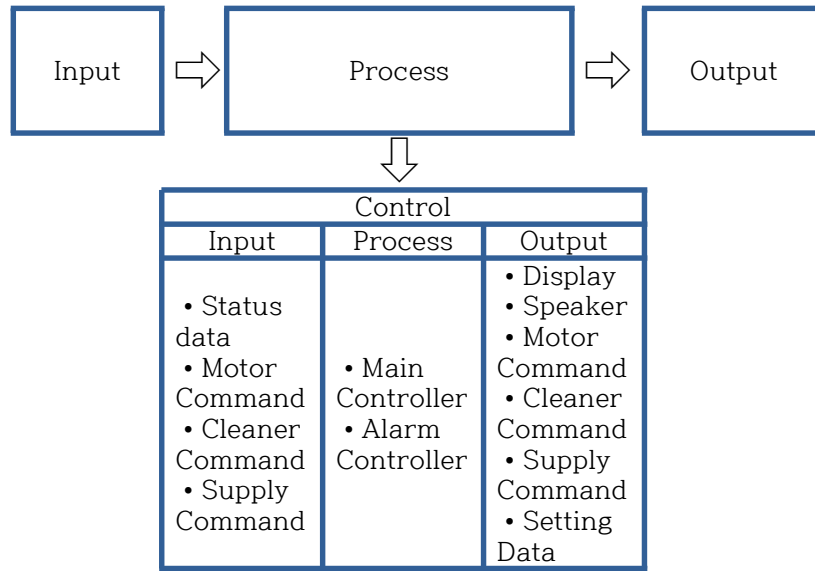 Input
Process
Output
Control
Input
Process
Output
• Status
data
• Motor
Command
• Cleaner
Command
• Supply
Command
• Main
Controller
• Alarm
Controller
• Display
• Speaker
• Motor
Command
• Cleaner
Command
• Supply
Command
• Setting
Data